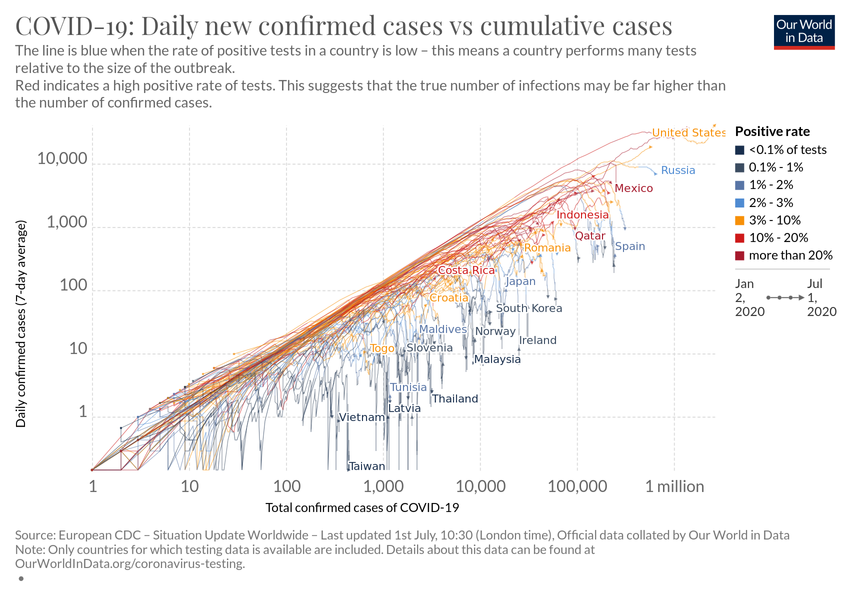 COVID-19: Daily new confirmed cases vs cumulative cases
Our World
in Data
The line is blue when the rate of positive tests in a country is low – this means a country performs many tests
relative to the size of the outbreak.
Red indicates a high positive rate of tests. This suggests that the true number of infections may be far higher than
the number of confirmed cases.
Daily confirmed cases (7-day average)
10,000
1,000
100
10
1
United States
Russia
Mexico
Indonesia
Qatar
Spain
Romania
Costa Rica
Japan
Croatia
South Korea
Maldives
Norway
Ireland
Togo
Slovenia
Malaysia
Tunisia
Thailand
Latvia
Vietnam
Taiwan
1
10
100
1,000
10,000
100,000
1 million
Total confirmed cases of COVID-19
Positive rate
<0.1% of tests
0.1% - 1%
1% - 2%
2% - 3%
3% - 10%
10% - 20%
more than 20%
Jan
2,
2020
Jul
1,
2020
Source: European CDC – Situation Update Worldwide – Last updated 1st July, 10:30 (London time), Official data collated by Our World in Data
Note: Only countries for which testing data is available are included. Details about this data can be found at
OurWorldInData.org/coronavirus-testing.